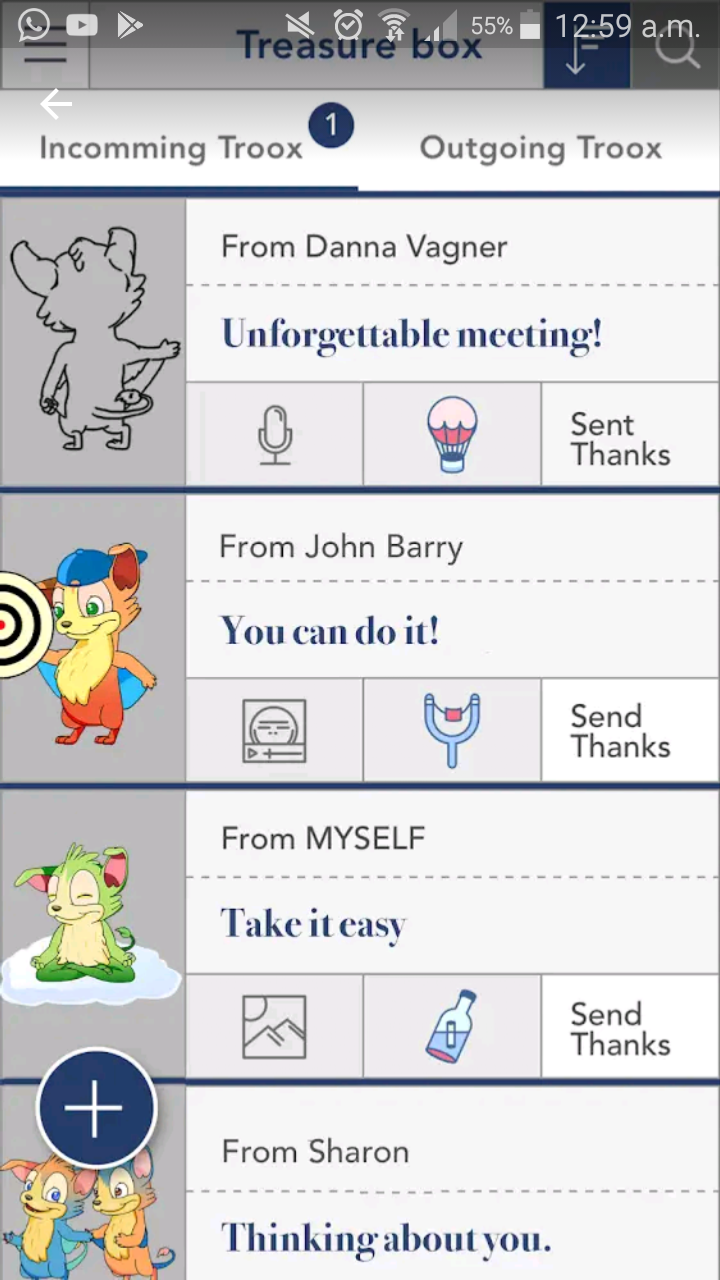 55% 12:59 a.m.
Treasure box
Incomming Troox 1 Outgoing Troox
From Danna Vagner
Unforgettable meeting!
Sent
Thanks
From John Barry
You can do it!
Send
Thanks
From MYSELF
Take it easy
Send
Thanks
From Sharon
Thinking about you.